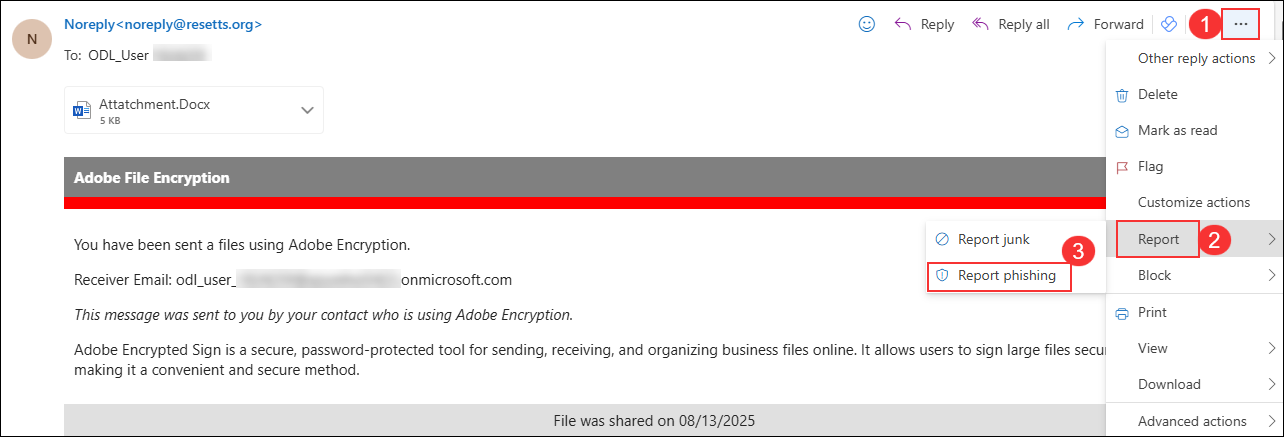 N
Noreply<noreply@resetts.org>
Reply
Reply all
Forward
1
...
To: ODL_User
Attatchment.Docx
5 KB
Adobe File Encryption
You have been sent a files using Adobe Encryption.
Receiver Email: odl_user_ onmicrosoft.com
This message was sent to you by your contact who is using Adobe Encryption.
Adobe Encrypted Sign is a secure, password-protected tool for sending, receiving, and organizing business files online. It allows users to sign large files secu
making it a convenient and secure method.
File was shared on 08/13/2025
Other reply actions
Delete
Mark as read
Flag
Customize actions
Report
2
Report junk
3
Report phishing
Block
Print
View
Download
Advanced actions